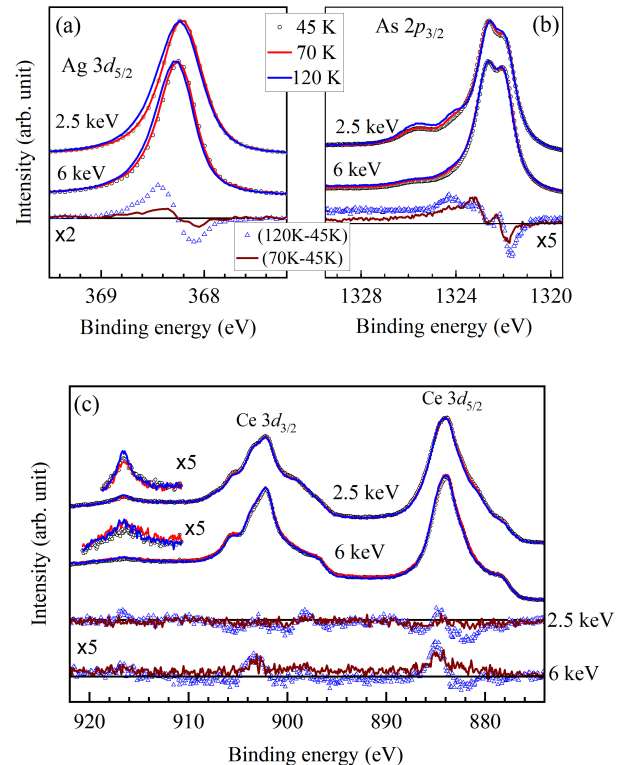 (a)
Ag 3d5/2
2.5 keV
6 keV
x2
369
368
Binding energy (eV)
Intensity (arb. unit)
45 K
70 K
120 K
(120K-45K)
(70K-45K)
As 2p3/2
(b)
2.5 keV
6 keV
x5
1328
1324
1320
Binding energy (eV)
(c)
Ce 3d3/2
Ce 3d5/2
x5
2.5 keV
x5
6 keV
2.5 keV
x5
6 keV
920
910
900
890
880
Binding energy (eV)
Intensity (arb. unit)